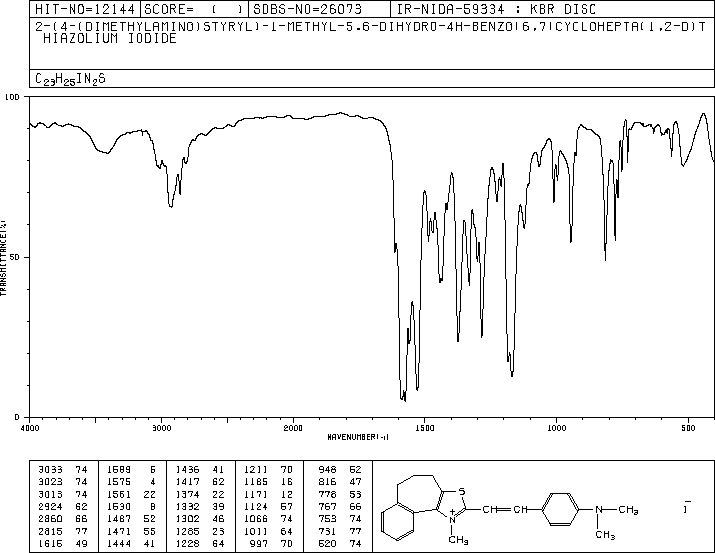 HIT-NO=12144 SCORE= ( ) SDBS-NO=26073 IR-NIDA-59334 : KBR DISC
2-(4-(DIMETHYLAMINO)STYRYL)-1-METHYL-5,6-DIHYDRO-4H-BENZO(6,7)CYCLOHEPTA(1,2-D)T
HIAZOLIUM IODIDE
C23H25IN2S
100
50
0
TRANSMITTANCE(%)
4000 3000 2000 1500 1000 500
WAVENUMBER(-1)
3033 74 1589 5 1436 41 1211 70 948 52
3023 74 1575 4 1417 62 1185 16 816 47
3013 74 1561 22 1374 22 1171 12 778 53
2924 62 1530 8 1332 39 1124 57 767 66
2860 66 1487 52 1302 46 1066 74 753 74
2815 77 1471 55 1285 23 1011 64 731 77
1615 49 1444 41 1228 64 997 70 520 74
S
N+
CH3
CH
N
CH3
CH3
I-